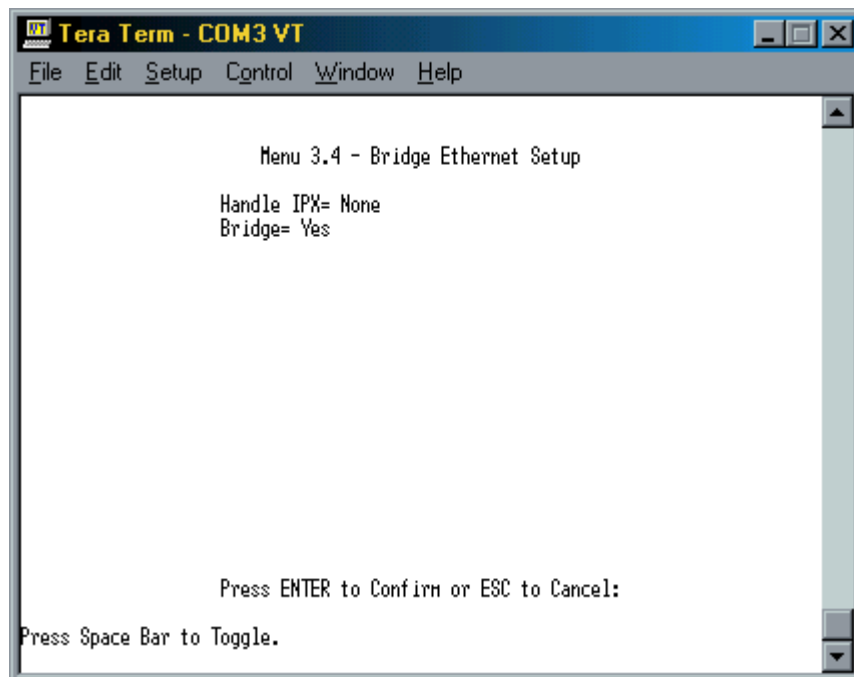 Tera Term - COM3 VT
File Edit Setup Control Window Help
Menu 3.4 - Bridge Ethernet Setup
Handle IPX= None
Bridge= Yes
Press ENTER to Confirm or ESC to Cancel:
Press Space Bar to Toggle.